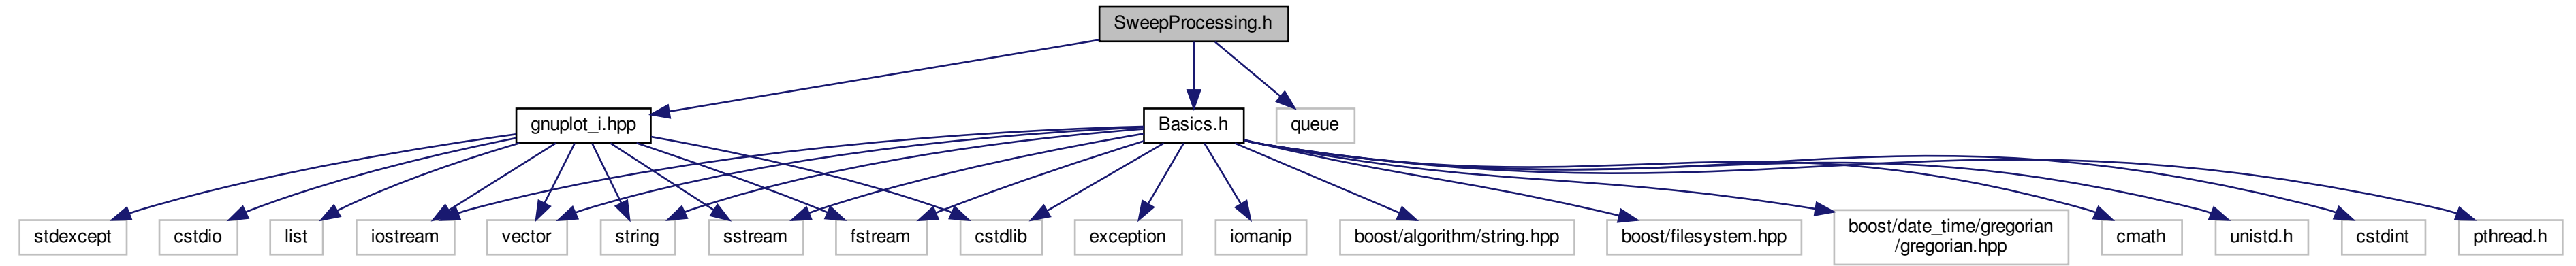 SweepProcessing.h
gnuplot_i.hpp
Basics.h
queue
stdexcept
cstdio
list
iostream
vector
string
sstream
fstream
cstdlib
exception
iomanip
boost/algorithm/string.hpp
boost/filesystem.hpp
boost/date_time/gregorian
/gregorian.hpp
cmath
unistd.h
cstdint
pthread.h